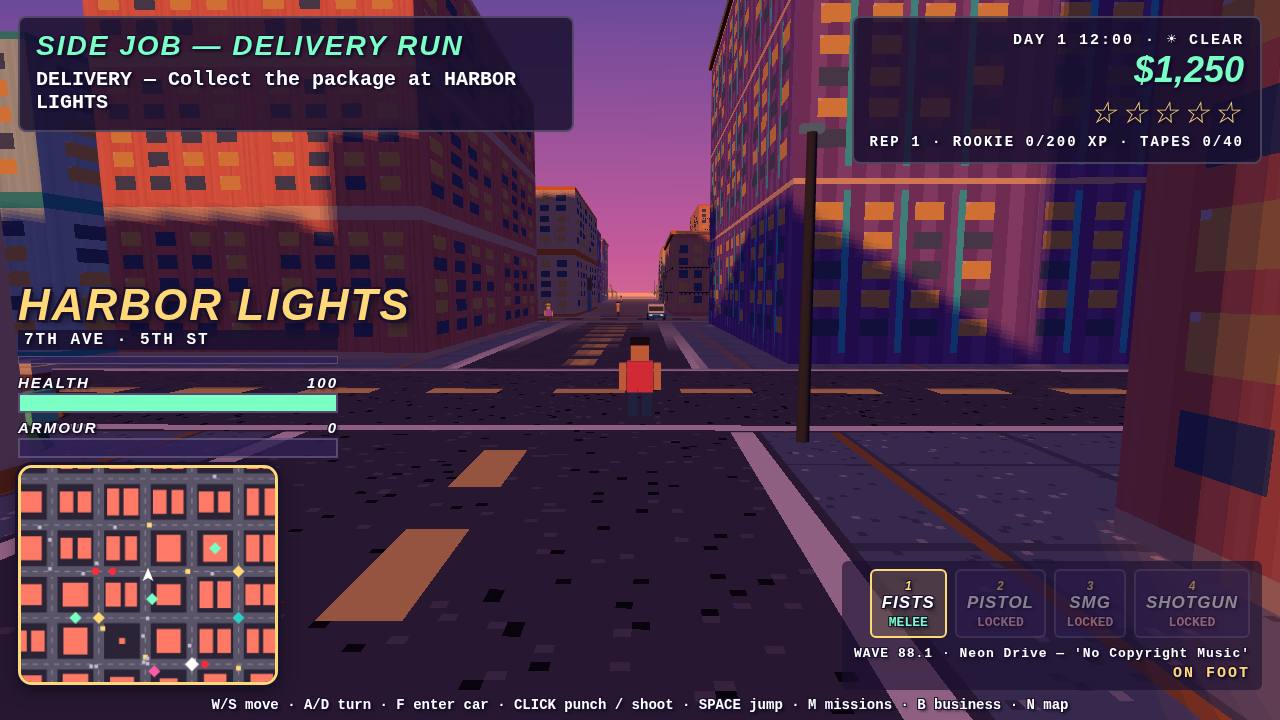 SIDE JOB — DELIVERY RUN
DELIVERY — Collect the package at HARBOR
LIGHTS
DAY 1 12:00 · ☀ CLEAR
$1,250
☆☆☆☆☆
REP 1 · ROOKIE 0/200 XP · TAPES 0/40
HARBOR LIGHTS
7TH AVE · 5TH ST
HEALTH 100
ARMOUR 0
1 2 3 4
FISTS PISTOL SMG SHOTGUN
MELEE LOCKED LOCKED LOCKED
WAVE 88.1 · Neon Drive — 'No Copyright Music'
ON FOOT
W/S move · A/D turn · F enter car · CLICK punch / shoot · SPACE jump · M missions · B business · N map